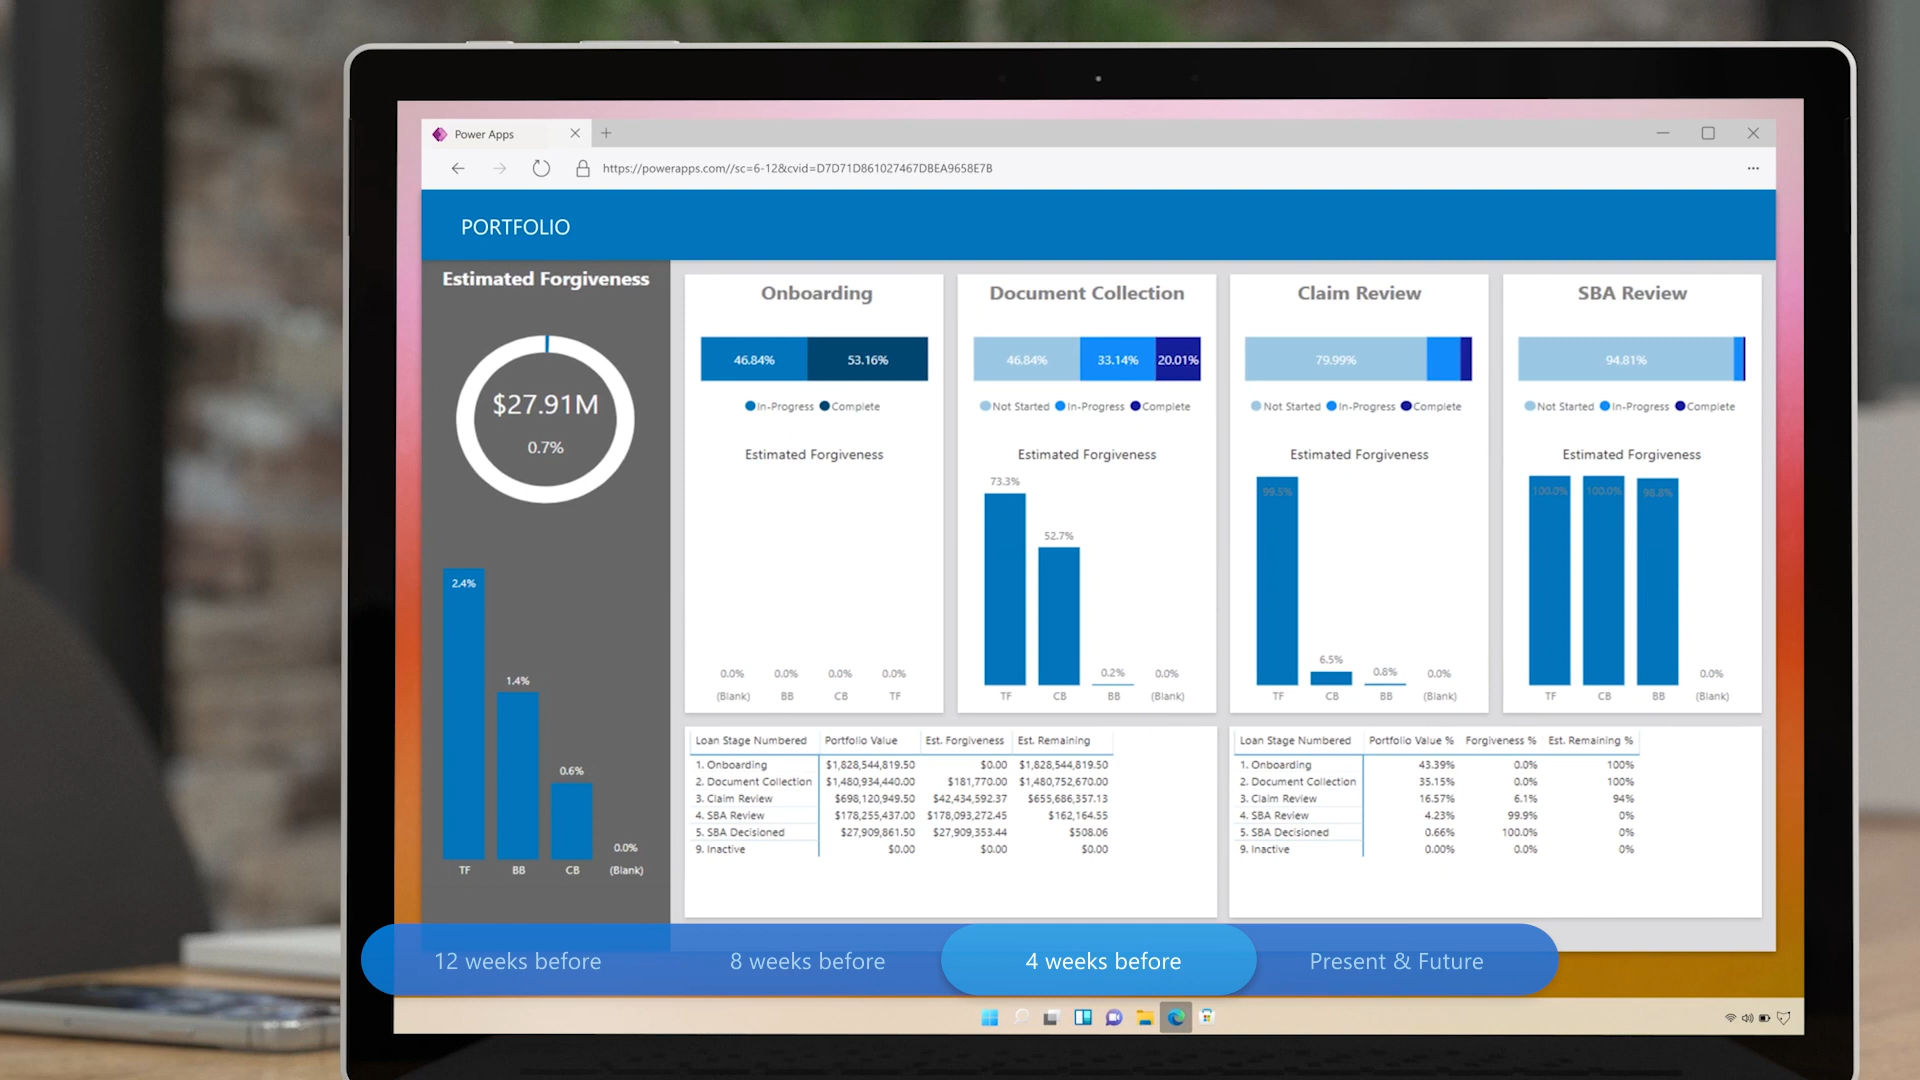 Power Apps
https://powerapps.com//sc=6-12&cvid=D7D71D861027467DBEA9658E7B
PORTFOLIO
Estimated Forgiveness
$27.91M
0.7%
2.4%
1.4%
0.6%
0.0%
TF BB CB (Blank)
Onboarding
46.84% 53.16%
In-Progress Complete
Estimated Forgiveness
0.0% 0.0% 0.0% 0.0%
(Blank) BB CB TF
Document Collection
46.84% 33.14% 20.01%
Not Started In-Progress Complete
Estimated Forgiveness
73.3%
52.7%
0.2% 0.0%
TF CB BB (Blank)
Claim Review
79.99%
Not Started In-Progress Complete
Estimated Forgiveness
99.5%
6.5%
0.8% 0.0%
TF CB BB (Blank)
SBA Review
94.81%
Not Started In-Progress Complete
Estimated Forgiveness
100.0% 100.0% 98.8%
0.0%
TF CB BB (Blank)
Loan Stage Numbered Portfolio Value Est. Forgiveness Est. Remaining
1. Onboarding $1,828,544,819.50 $0.00 $1,828,544,819.50
2. Document Collection $1,480,934,440.00 $181,770.00 $1,480,752,670.00
3. Claim Review $698,120,949.50 $42,434,592.37 $655,686,357.13
4. SBA Review $178,255,437.00 $178,093,272.45 $162,164.55
5. SBA Decisioned $27,909,861.50 $27,909,353.44 $508.06
9. Inactive $0.00 $0.00 $0.00
Loan Stage Numbered Portfolio Value % Forgiveness % Est. Remaining %
1. Onboarding 43.39% 0.0% 100%
2. Document Collection 35.15% 0.0% 100%
3. Claim Review 16.57% 6.1% 94%
4. SBA Review 4.23% 99.9% 0%
5. SBA Decisioned 0.66% 100.0% 0%
9. Inactive 0.00% 0.0% 0%
12 weeks before 8 weeks before 4 weeks before Present & Future